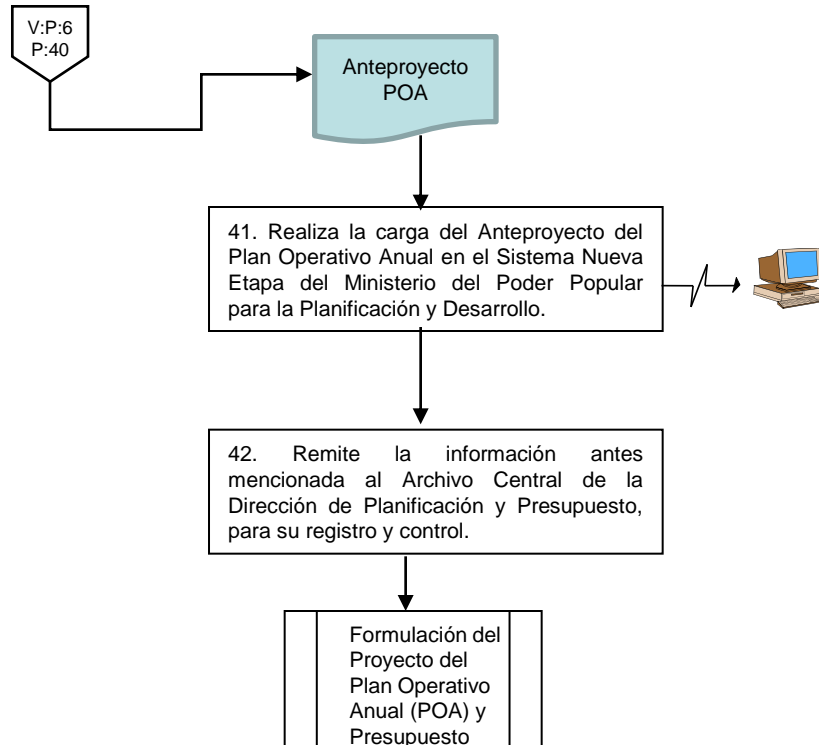 V:P:6
P:40
Anteproyecto
POA
41. Realiza la carga del Anteproyecto del
Plan Operativo Anual en el Sistema Nueva
Etapa del Ministerio del Poder Popular
para la Planificación y Desarrollo.
42. Remite la información antes
mencionada al Archivo Central de la
Dirección de Planificación y Presupuesto,
para su registro y control.
Formulación del
Proyecto del
Plan Operativo
Anual (POA) y
Presupuesto